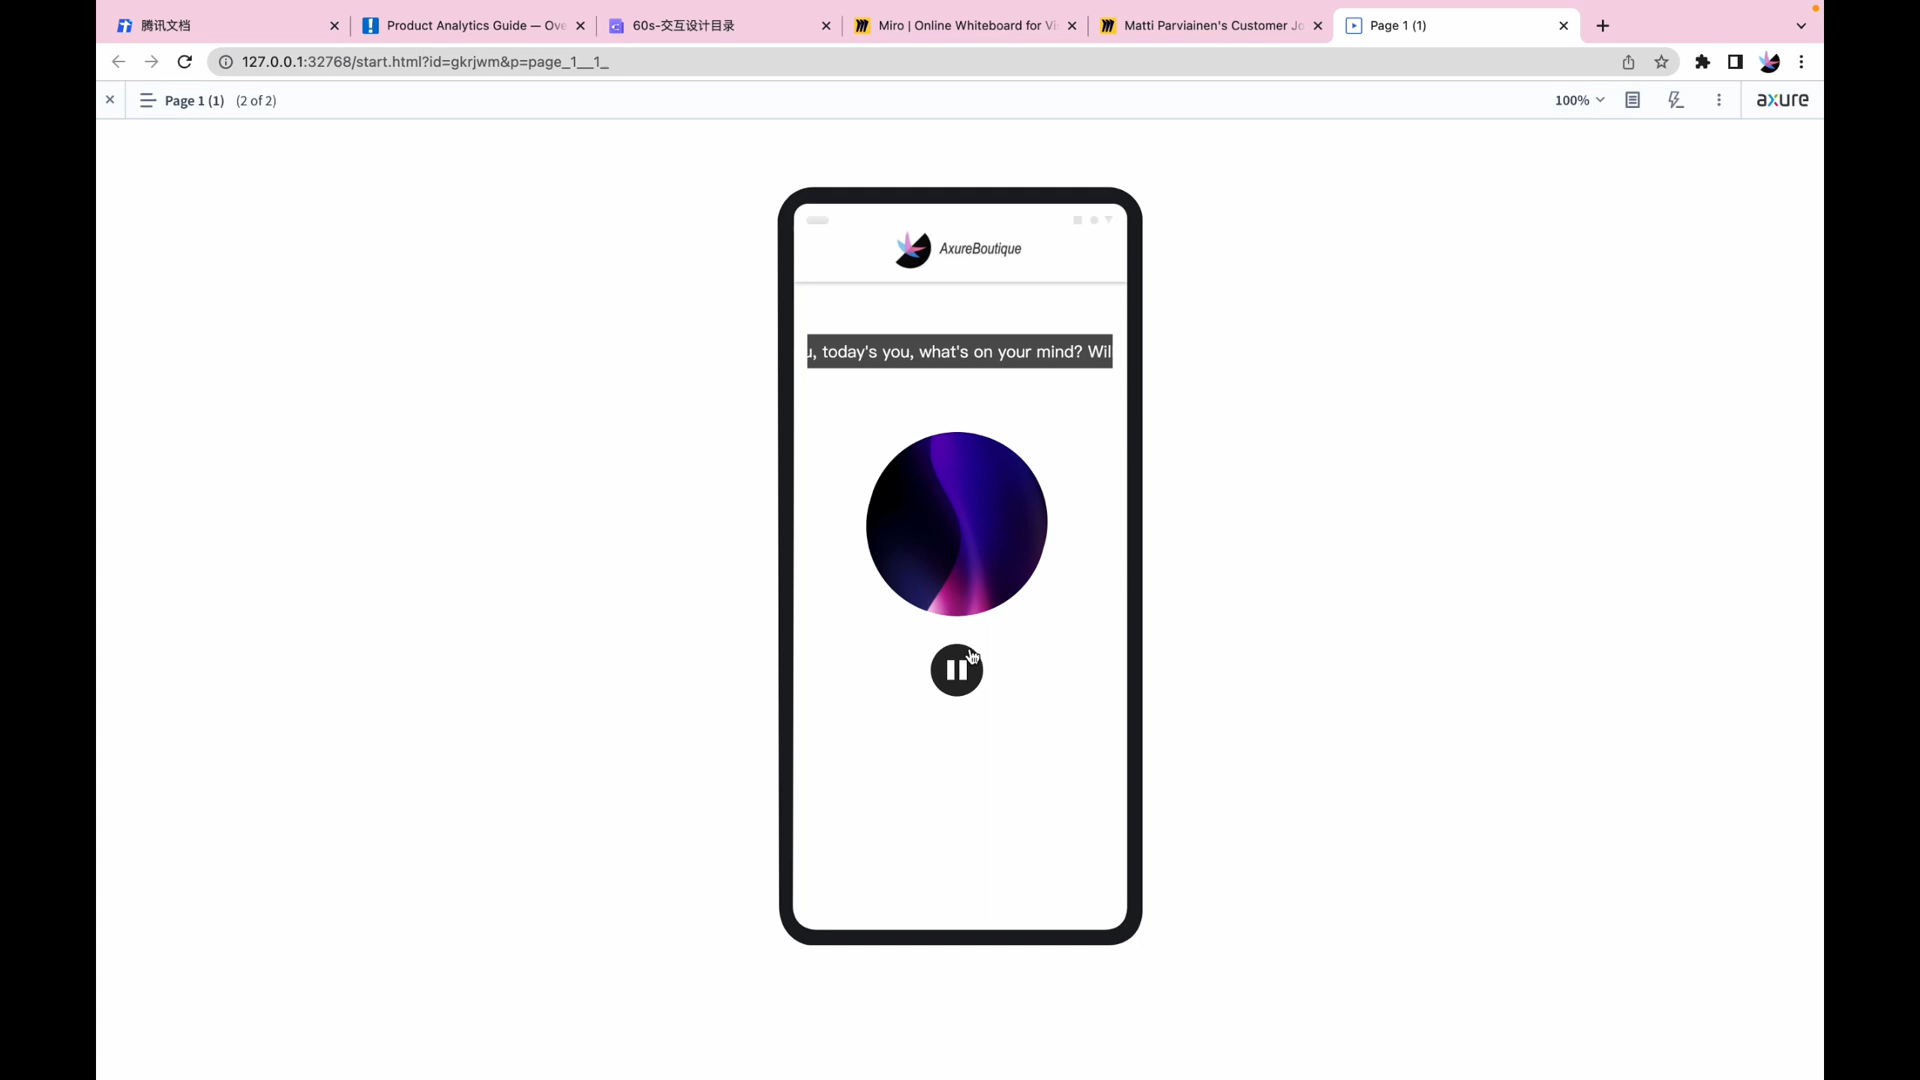 腾讯文档
Product Analytics Guide — Ove
60s-交互设计目录
Miro | Online Whiteboard for Vis
Matti Parviainen's Customer Jo
Page 1 (1)
127.0.0.1:32768/start.html?id=gkrjwm&p=page_1__1_
Page 1 (1) (2 of 2)
100%
axure
AxureBoutique
u, today's you, what's on your mind? Wil